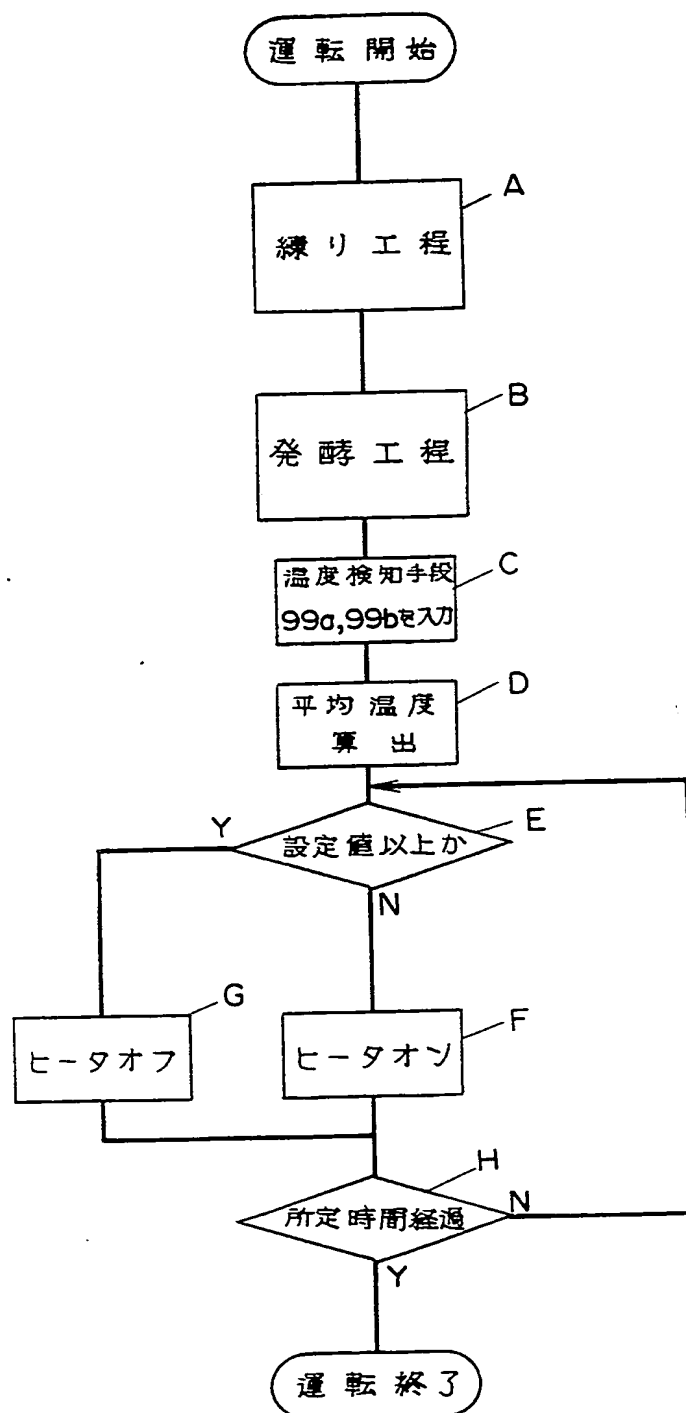 運転開始
A
練り工程
B
発酵工程
C
温度検知手段
99a,99bを入力
D
平均温度
算出
E
Y
設定値以上か
N
G
F
ヒータオフ
ヒータオン
H
所定時間経過
N
Y
運転終了